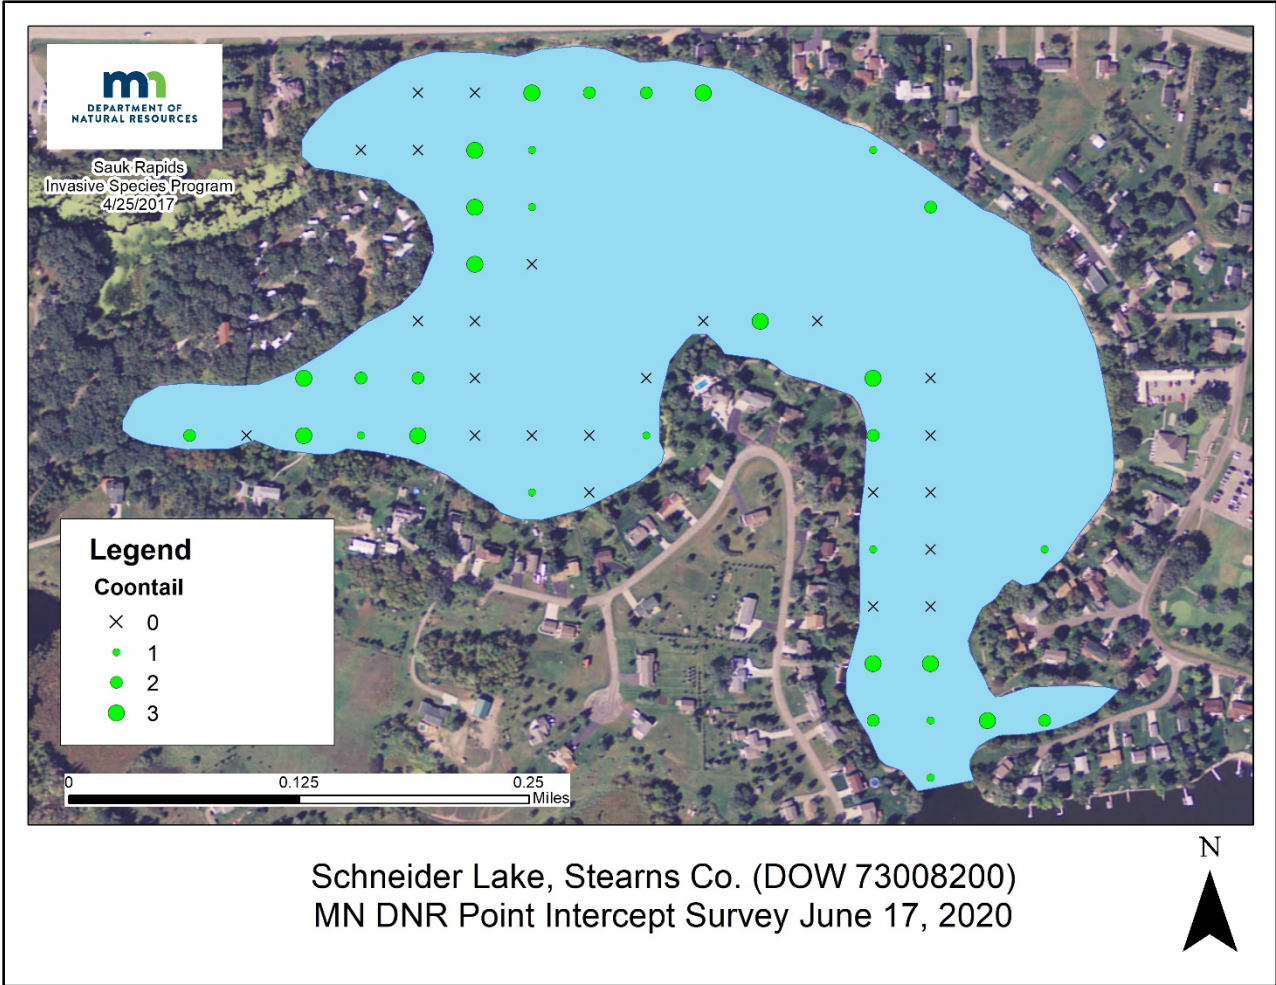 mn
DEPARTMENT OF
NATURAL RESOURCES
Sauk Rapids
Invasive Species Program
4/25/2017
Legend
Coontail
0
1
2
3
0 0.125 0.25
Miles
N
Schneider Lake, Stearns Co. (DOW 73008200)
MN DNR Point Intercept Survey June 17, 2020